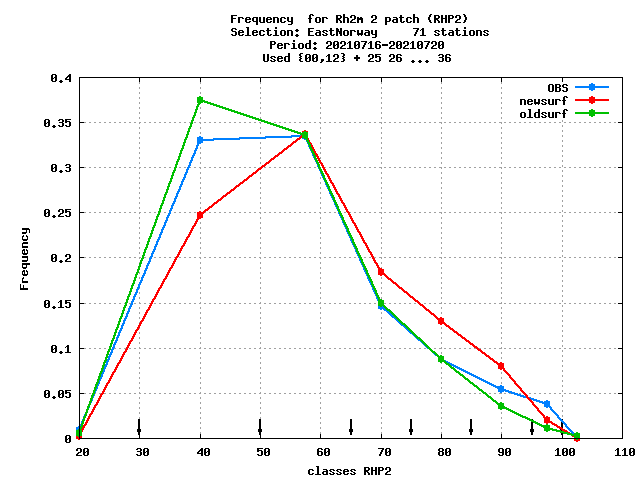 Frequency  for Rh2m 2 patch (RHP2)
Selection: EastNorway     71 stations
Period: 20210716-20210720
Used {00,12} + 25 26 ... 36
0.4
0.35
0.3
0.25
0.2
0.15
0.1
0.05
0
Frequency
OBS
newsurf
oldsurf
20 30 40 50 60 70 80 90 100 110
classes RHP2